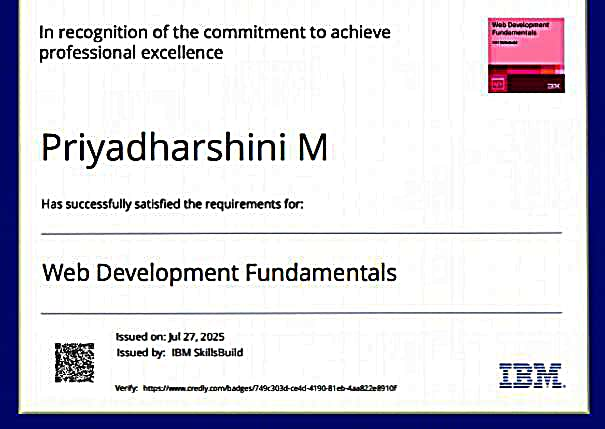 In recognition of the commitment to achieve
professional excellence
Web Development
Fundamentals
Priyadharshini M
Has successfully satisfied the requirements for:
Web Development Fundamentals
Issued on: Jul 27, 2025
Issued by: IBM SkillsBuild
Verify: https://www.credly.com/badges/749c303d-ce4d-4190-81eb-4aa822e8910f
IBM.